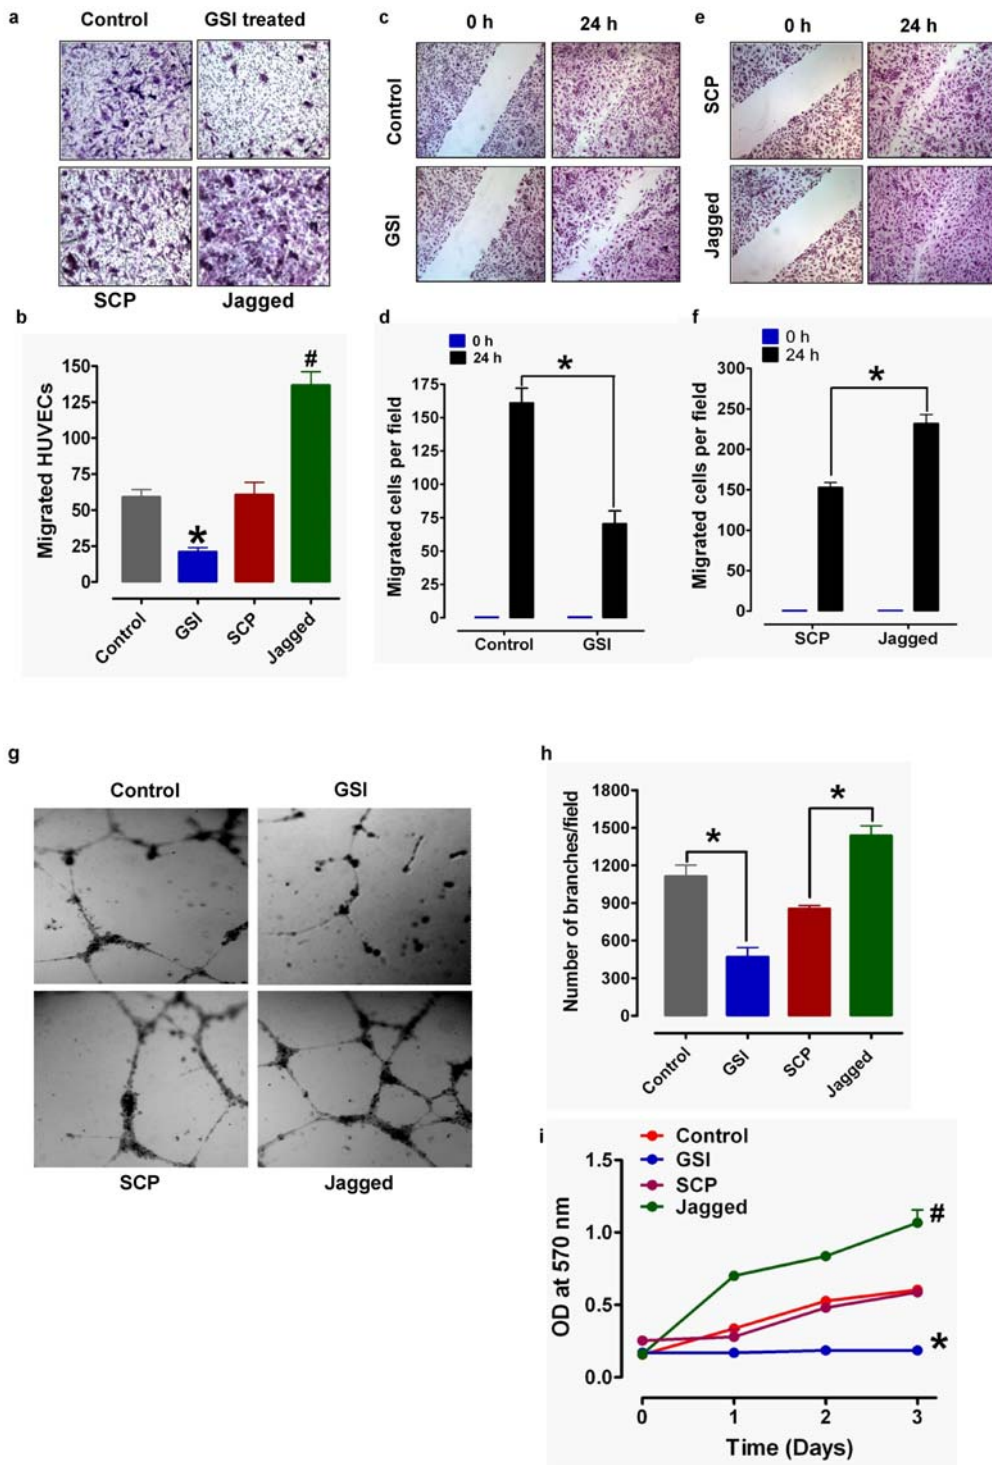 a
Control
GSI treated
SCP
Jagged
b
Migrated HUVECs
150
125
100
75
50
25
0
*
#
Control
GSI
SCP
Jagged
c
0 h
24 h
Control
GSI
d
0 h
24 h
Migrated cells per field
175
150
125
100
75
50
25
0
*
Control
GSI
e
0 h
24 h
SCP
Jagged
f
0 h
24 h
Migrated cells per field
300
250
200
150
100
50
0
*
SCP
Jagged
g
Control
GSI
SCP
Jagged
h
Number of branches/field
1800
1500
1200
900
600
300
0
*
*
Control
GSI
SCP
Jagged
i
Control
GSI
SCP
Jagged
OD at 570 nm
1.5
1.0
0.5
0.0
#
*
0 1 2 3
Time (Days)